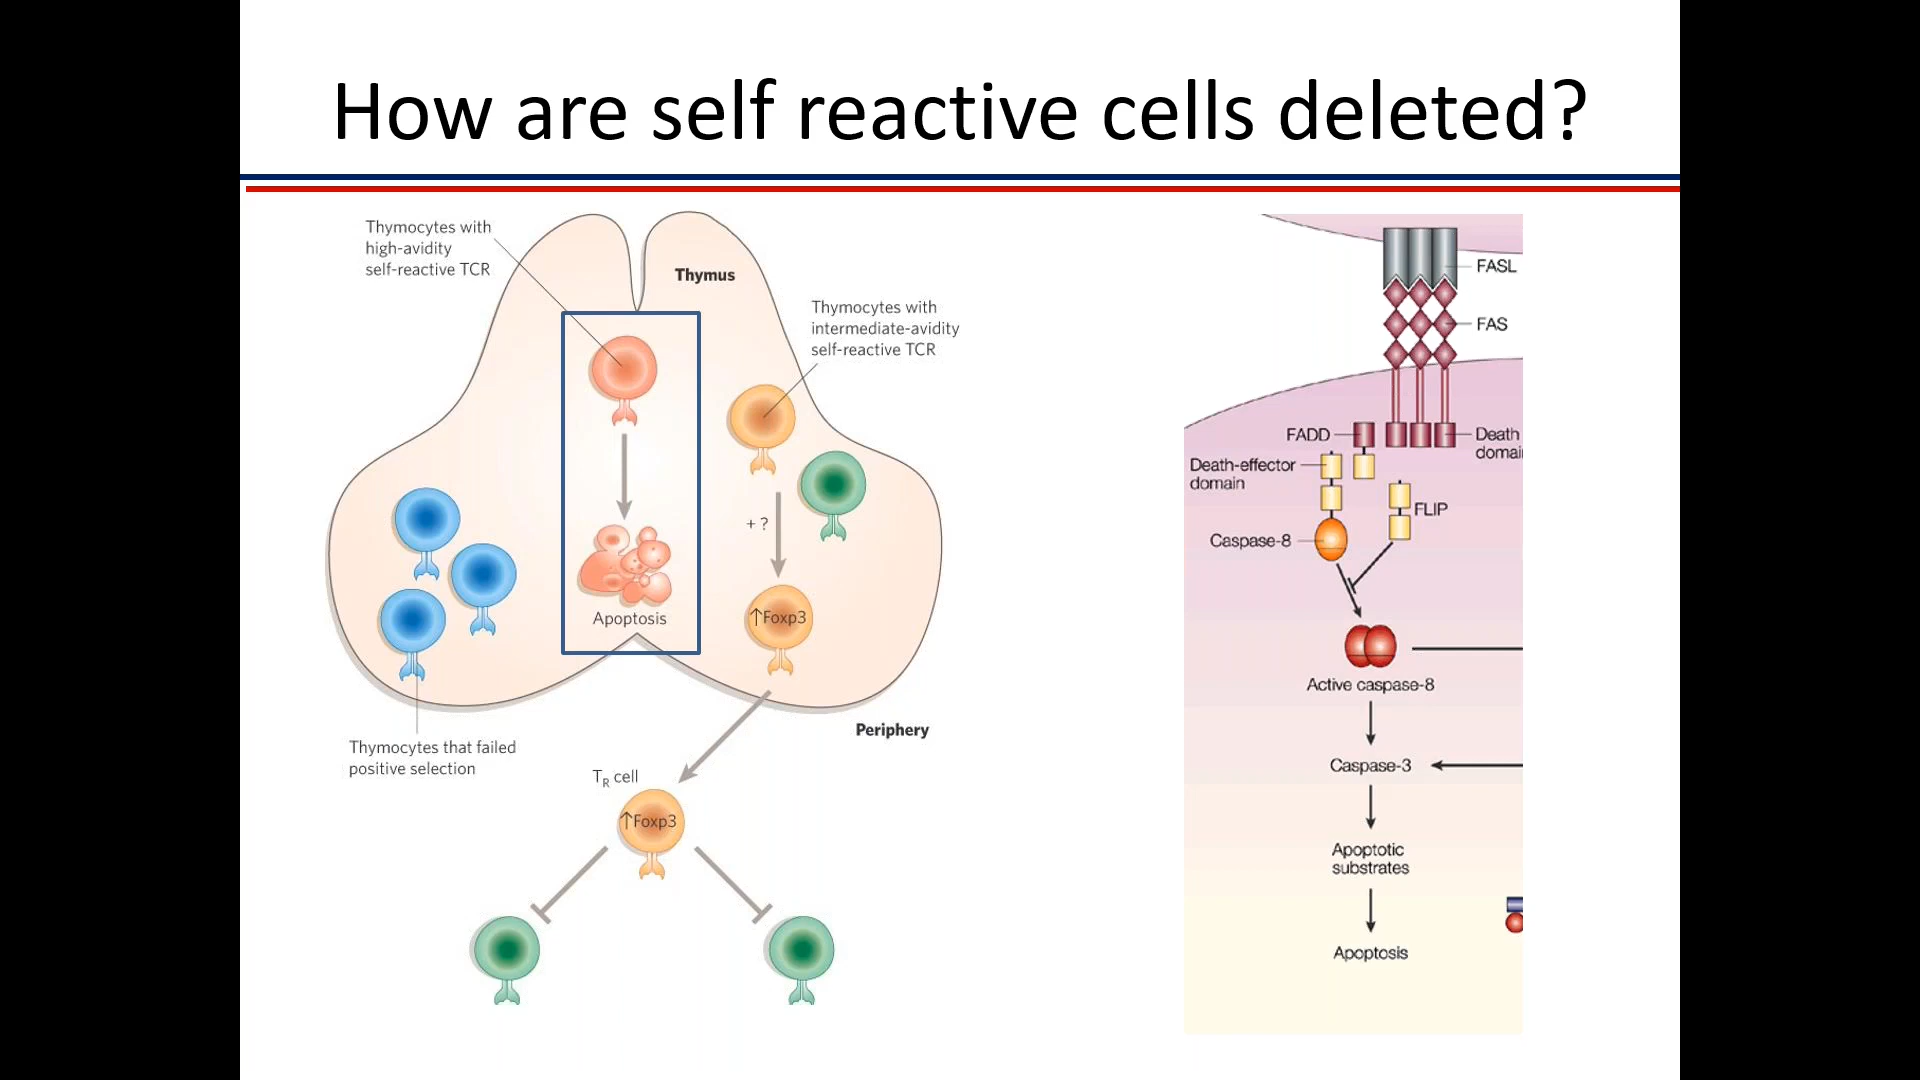 How are self reactive cells deleted?
Thymocytes with
high-avidity
self-reactive TCR
Thymus
Thymocytes with
intermediate-avidity
self-reactive TCR
+ ?
Apoptosis
↑Foxp3
Thymocytes that failed
positive selection
Periphery
TR cell
↑Foxp3
FASL
FAS
FADD
Death
domai
Death-effector
domain
FLIP
Caspase-8
Active caspase-8
Caspase-3
Apoptotic
substrates
Apoptosis